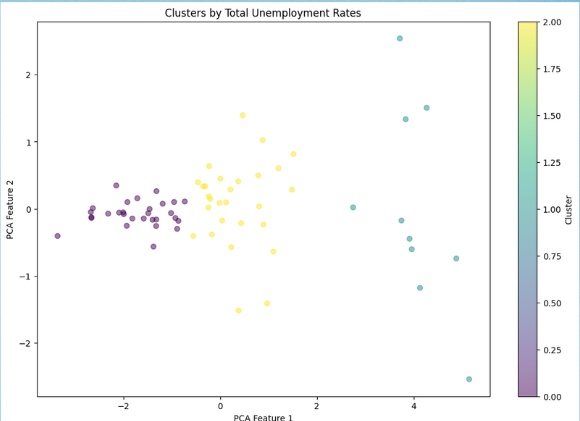 Clusters by Total Unemployment Rates
2.00
2
1.75
1.50
1
1.25
PCA Feature 2
0
1.00
Cluster
0.75
−1
0.50
−2
0.25
0.00
−2 0 2 4
PCA Feature 1